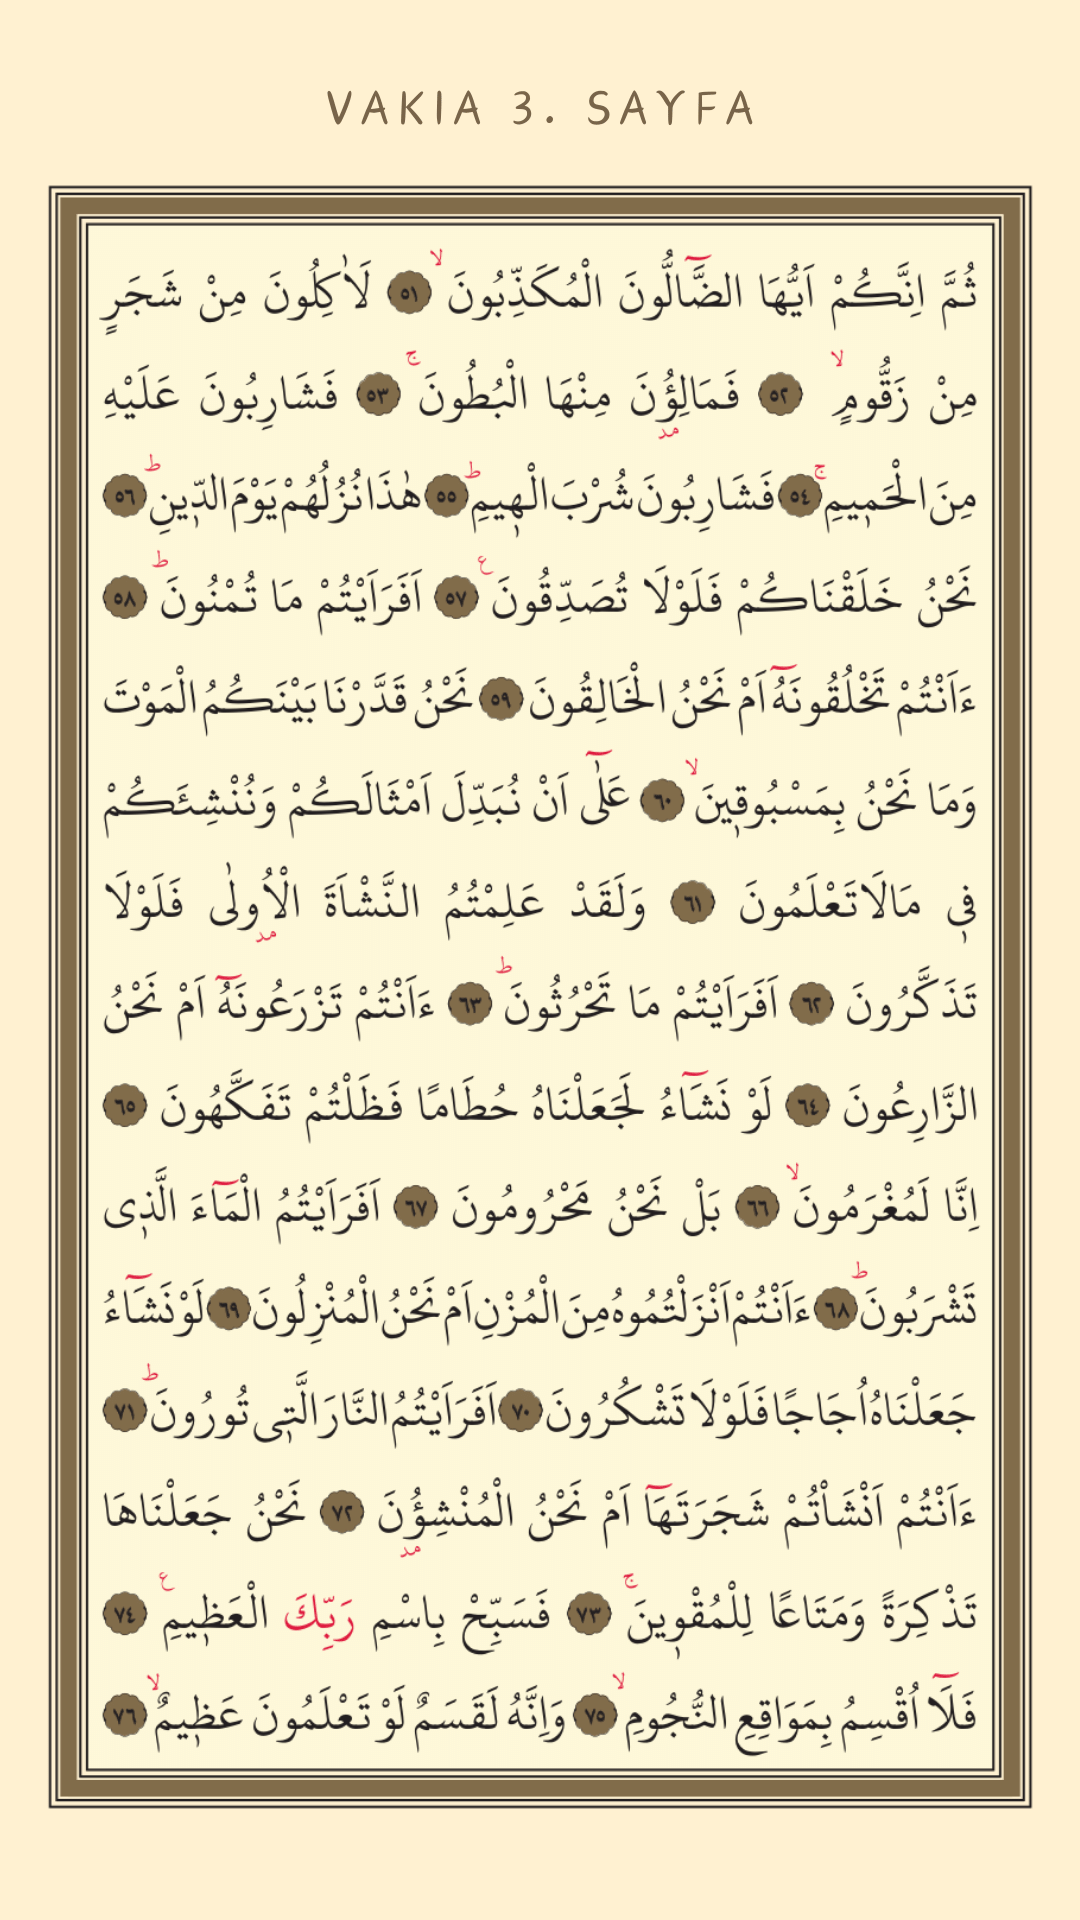 VAKIA 3. SAYFA
ثُمَّ اِنَّكُمْ اَيُّهَا الضَّٓالُّونَ الْمُكَذِّبُونَۙ ﴿٥١﴾ لَاٰكِلُونَ مِنْ شَجَرٍ
مِنْ زَقُّومٍۙ ﴿٥٢﴾ فَمَالِؤُ۫نَ مِنْهَا الْبُطُونَۚ ﴿٥٣﴾ فَشَارِبُونَ عَلَيْهِ
مِنَ الْحَم۪يمِۚ ﴿٥٤﴾ فَشَارِبُونَ شُرْبَ الْه۪يمِۜ ﴿٥٥﴾ هٰذَا نُزُلُهُمْ يَوْمَ الدّ۪ينِۜ ﴿٥٦﴾
نَحْنُ خَلَقْنَاكُمْ فَلَوْلَا تُصَدِّقُونَ ع ﴿٥٧﴾ اَفَرَاَيْتُمْ مَا تُمْنُونَۜ ﴿٥٨﴾
ءَاَنْتُمْ تَخْلُقُونَهُٓ اَمْ نَحْنُ الْخَالِقُونَ ﴿٥٩﴾ نَحْنُ قَدَّرْنَا بَيْنَكُمُ الْمَوْتَ
وَمَا نَحْنُ بِمَسْبُوق۪ينَۙ ﴿٦٠﴾ عَلٰٓى اَنْ نُبَدِّلَ اَمْثَالَكُمْ وَنُنْشِئَكُمْ
ف۪ى مَالَا تَعْلَمُونَ ﴿٦١﴾ وَلَقَدْ عَلِمْتُمُ النَّشْاَةَ الْاُو۫لٰى فَلَوْلَا
تَذَكَّرُونَ ﴿٦٢﴾ اَفَرَاَيْتُمْ مَا تَحْرُثُونَۜ ﴿٦٣﴾ ءَاَنْتُمْ تَزْرَعُونَهُٓ اَمْ نَحْنُ
الزَّارِعُونَ ﴿٦٤﴾ لَوْ نَشَٓاءُ لَجَعَلْنَاهُ حُطَامًا فَظَلْتُمْ تَفَكَّهُونَ ﴿٦٥﴾
اِنَّا لَمُغْرَمُونَۙ ﴿٦٦﴾ بَلْ نَحْنُ مَحْرُومُونَ ﴿٦٧﴾ اَفَرَاَيْتُمُ الْمَٓاءَ الَّذ۪ى
تَشْرَبُونَۜ ﴿٦٨﴾ ءَاَنْتُمْ اَنْزَلْتُمُوهُ مِنَ الْمُزْنِ اَمْ نَحْنُ الْمُنْزِلُونَ ﴿٦٩﴾ لَوْ نَشَٓاءُ
جَعَلْنَاهُ اُجَاجًا فَلَوْلَا تَشْكُرُونَ ﴿٧٠﴾ اَفَرَاَيْتُمُ النَّارَ الَّت۪ى تُورُونَۜ ﴿٧١﴾
ءَاَنْتُمْ اَنْشَاْتُمْ شَجَرَتَهَٓا اَمْ نَحْنُ الْمُنْشِؤُ۫نَ ﴿٧٢﴾ نَحْنُ جَعَلْنَاهَا
تَذْكِرَةً وَمَتَاعًا لِلْمُقْو۪ينَۚ ﴿٧٣﴾ فَسَبِّحْ بِاسْمِ رَبِّكَ الْعَظ۪يمِ ع ﴿٧٤﴾
فَلَٓا اُقْسِمُ بِمَوَاقِعِ النُّجُومِۙ ﴿٧٥﴾ وَاِنَّهُ لَقَسَمٌ لَوْ تَعْلَمُونَ عَظ۪يمٌۙ ﴿٧٦﴾